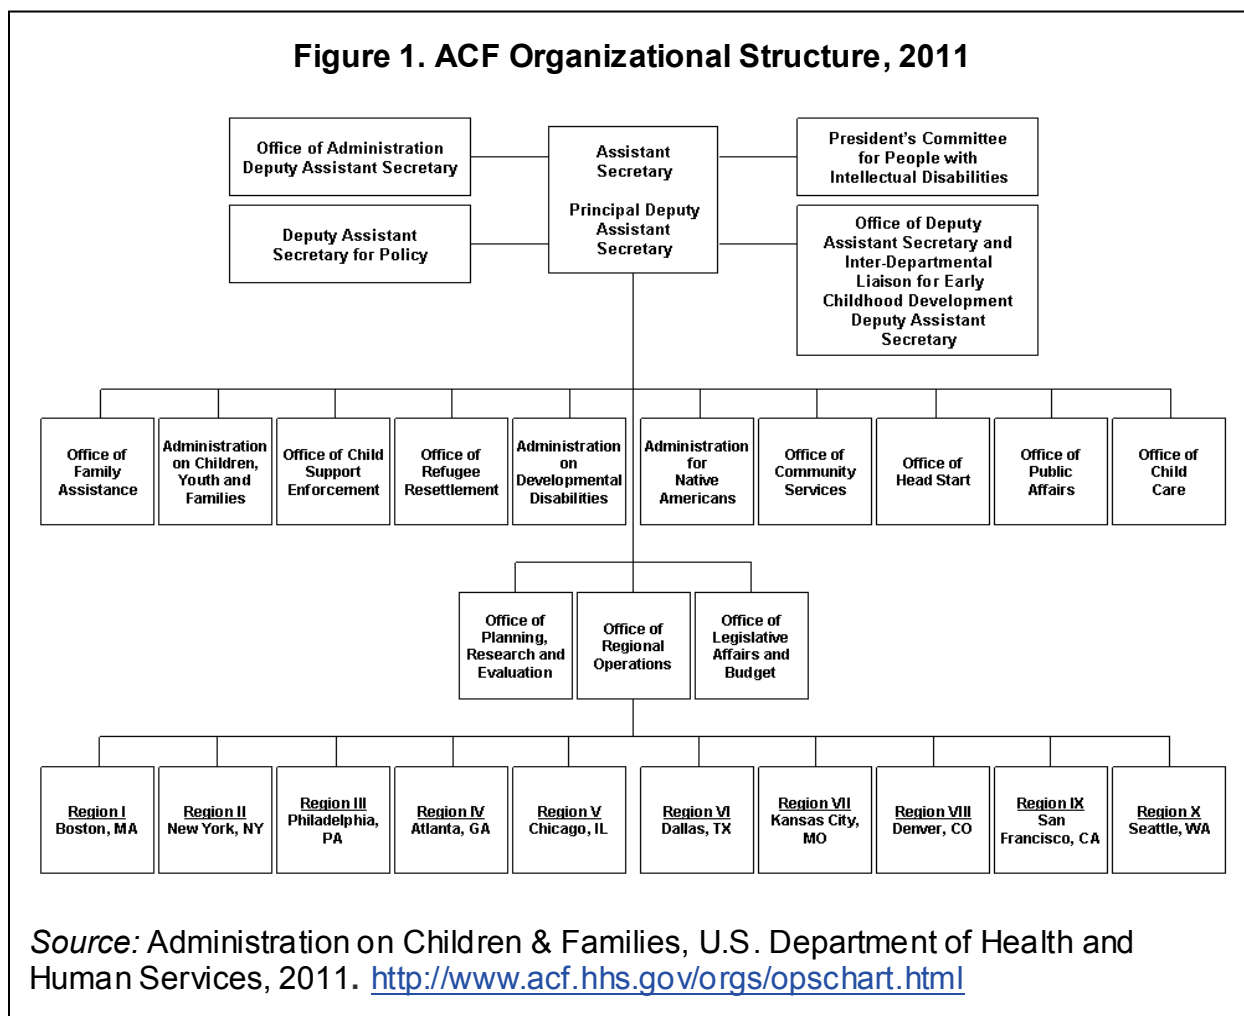 Figure 1. ACF Organizational Structure, 2011
Office of Administration
Deputy Assistant Secretary
Assistant
Secretary
Principal Deputy
Assistant
Secretary
President's Committee
for People with
Intellectual Disabilities
Deputy Assistant
Secretary for Policy
Office of Deputy
Assistant Secretary and
Inter-Departmental
Liaison for Early
Childhood Development
Deputy Assistant
Secretary
Office of
Family
Assistance
Administration
on Children,
Youth and
Families
Office of Child
Support
Enforcement
Office of
Refugee
Resettlement
Administration
on
Developmental
Disabilities
Administration
for
Native
Americans
Office of
Community
Services
Office of
Head Start
Office of
Public
Affairs
Office of
Child
Care
Office of
Planning,
Research and
Evaluation
Office of
Regional
Operations
Office of
Legislative
Affairs and
Budget
Region I
Boston, MA
Region II
New York, NY
Region III
Philadelphia,
PA
Region IV
Atlanta, GA
Region V
Chicago, IL
Region VI
Dallas, TX
Region VII
Kansas City,
MO
Region VIII
Denver, CO
Region IX
San
Francisco, CA
Region X
Seattle, WA
Source: Administration on Children & Families, U.S. Department of Health and
Human Services, 2011. http://www.acf.hhs.gov/orgs/opschart.html